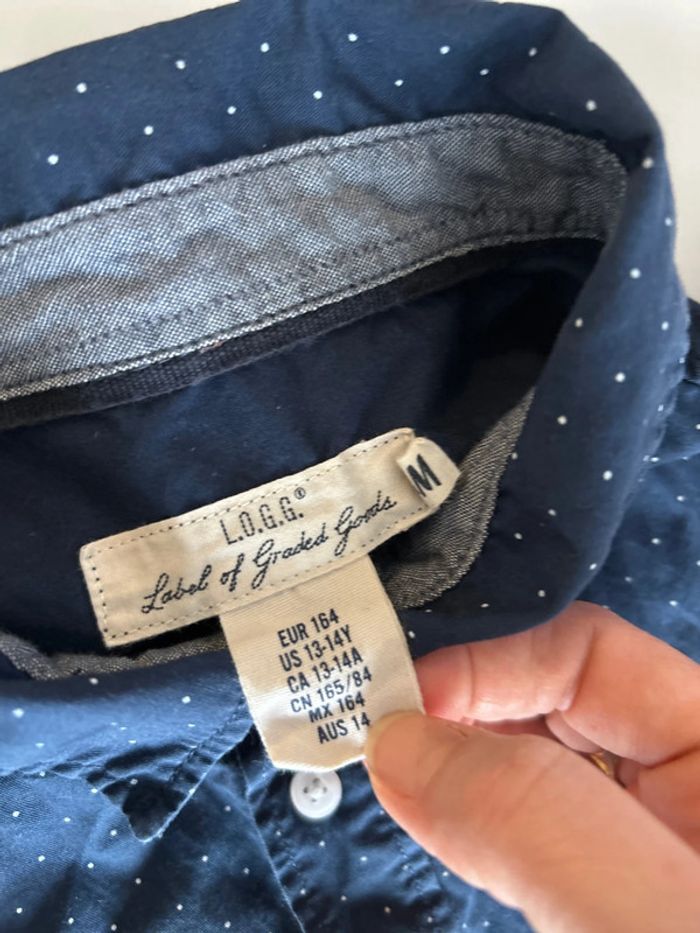 M
L.O.G.G.®
Label of Graded Goods
EUR 164
US 13-14Y
CA 13-14A
CN 165/84
MX 164
AUS 14